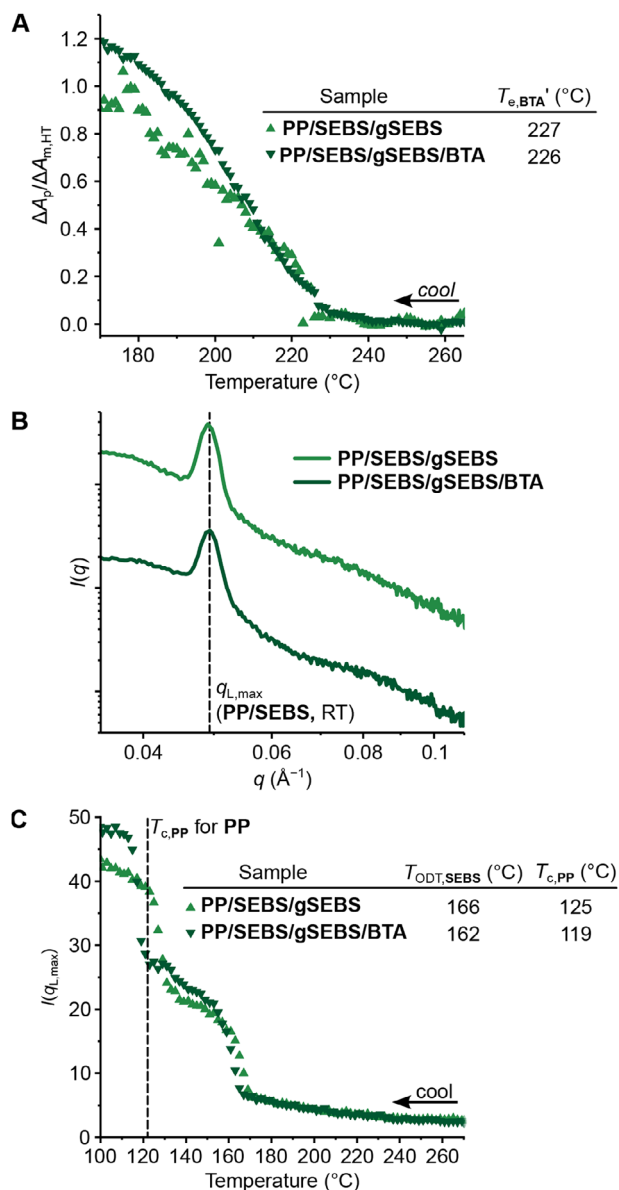 A
1.2
1.0
0.8
0.6
0.4
0.2
0.0
ΔAp/ΔAm,HT
Sample Te,BTA' (°C)
PP/SEBS/gSEBS 227
PP/SEBS/gSEBS/BTA 226
cool
180 200 220 240 260
Temperature (°C)
B
I(q)
PP/SEBS/gSEBS
PP/SEBS/gSEBS/BTA
qL,max
(PP/SEBS, RT)
0.04 0.06 0.08 0.1
q (Å−1)
C
50
40
30
20
10
0
I(qL,max)
Tc,PP for PP
Sample TODT,SEBS (°C) Tc,PP (°C)
PP/SEBS/gSEBS 166 125
PP/SEBS/gSEBS/BTA 162 119
cool
100 120 140 160 180 200 220 240 260
Temperature (°C)